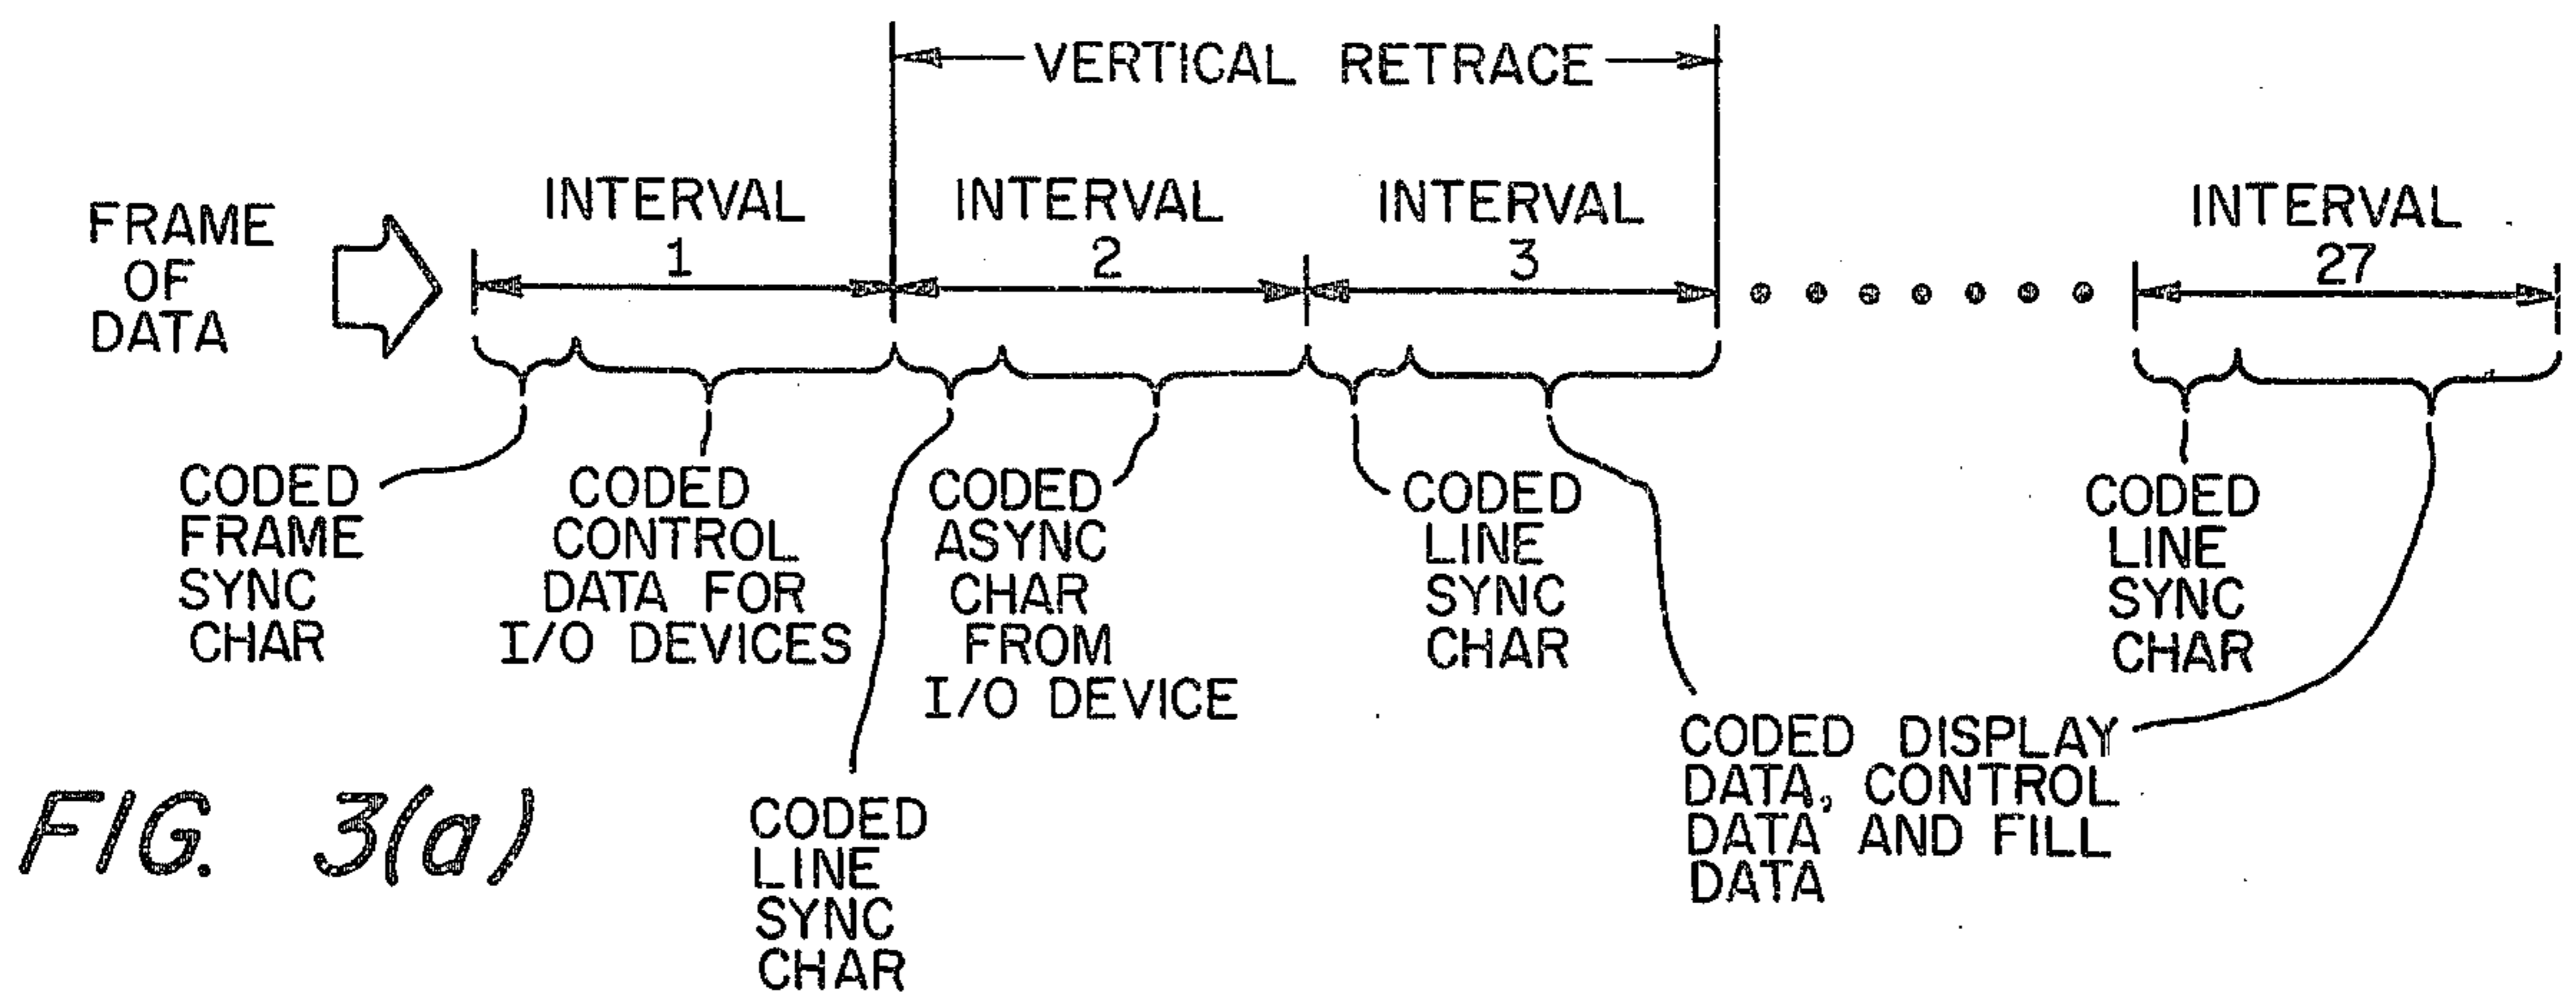 VERTICAL RETRACE
FRAME
OF
DATA
INTERVAL
1
INTERVAL
2
INTERVAL
3
INTERVAL
27
CODED
FRAME
SYNC
CHAR
CODED
CONTROL
DATA FOR
I/O DEVICES
CODED
ASYNC
CHAR
FROM
I/O DEVICE
CODED
LINE
SYNC
CHAR
CODED
LINE
SYNC
CHAR
CODED DISPLAY
DATA, CONTROL
DATA AND FILL
DATA
CODED
LINE
SYNC
CHAR
FIG. 3(a)